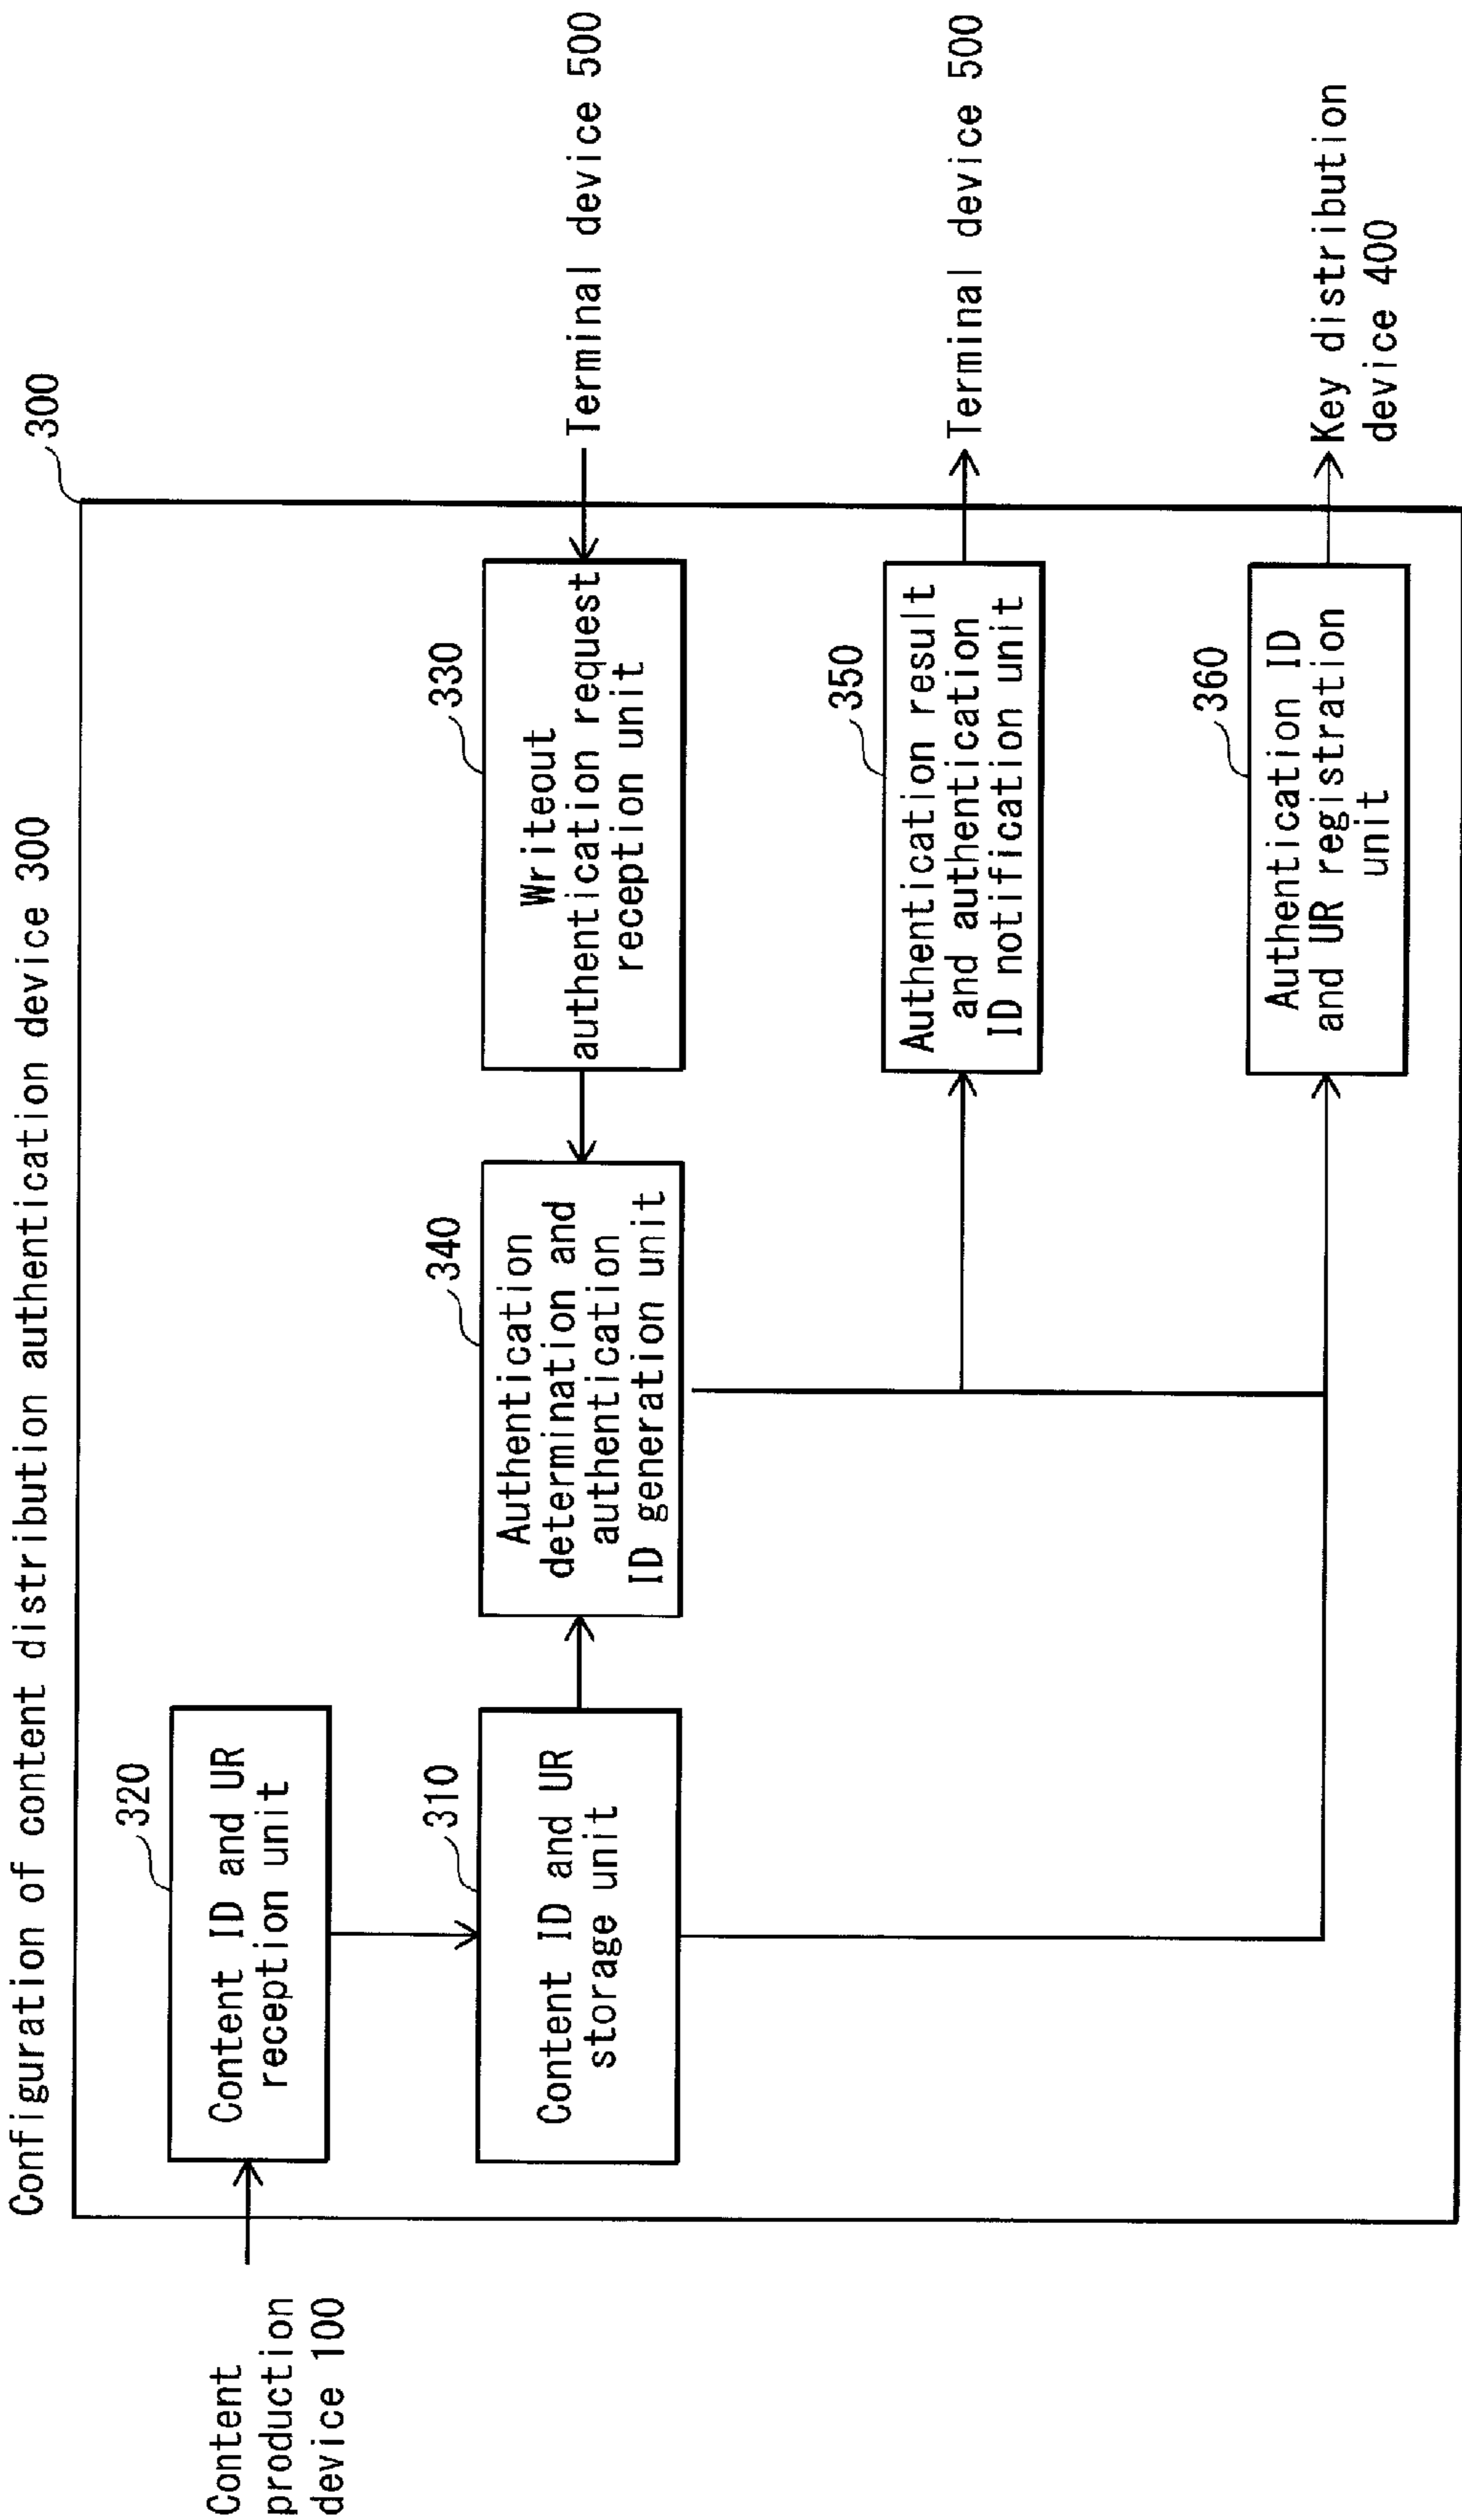 Configuration of content distribution authentication device 300
300
Content
production
device 100
320
Content ID and UR
reception unit
310
Content ID and UR
storage unit
340
Authentication
determination and
authentication
ID generation unit
330
Writeout
authentication request
reception unit
Terminal device 500
350
Authentication result
and authentication
ID notification unit
Terminal device 500
360
Authentication ID
and UR registration
unit
Key distribution
device 400